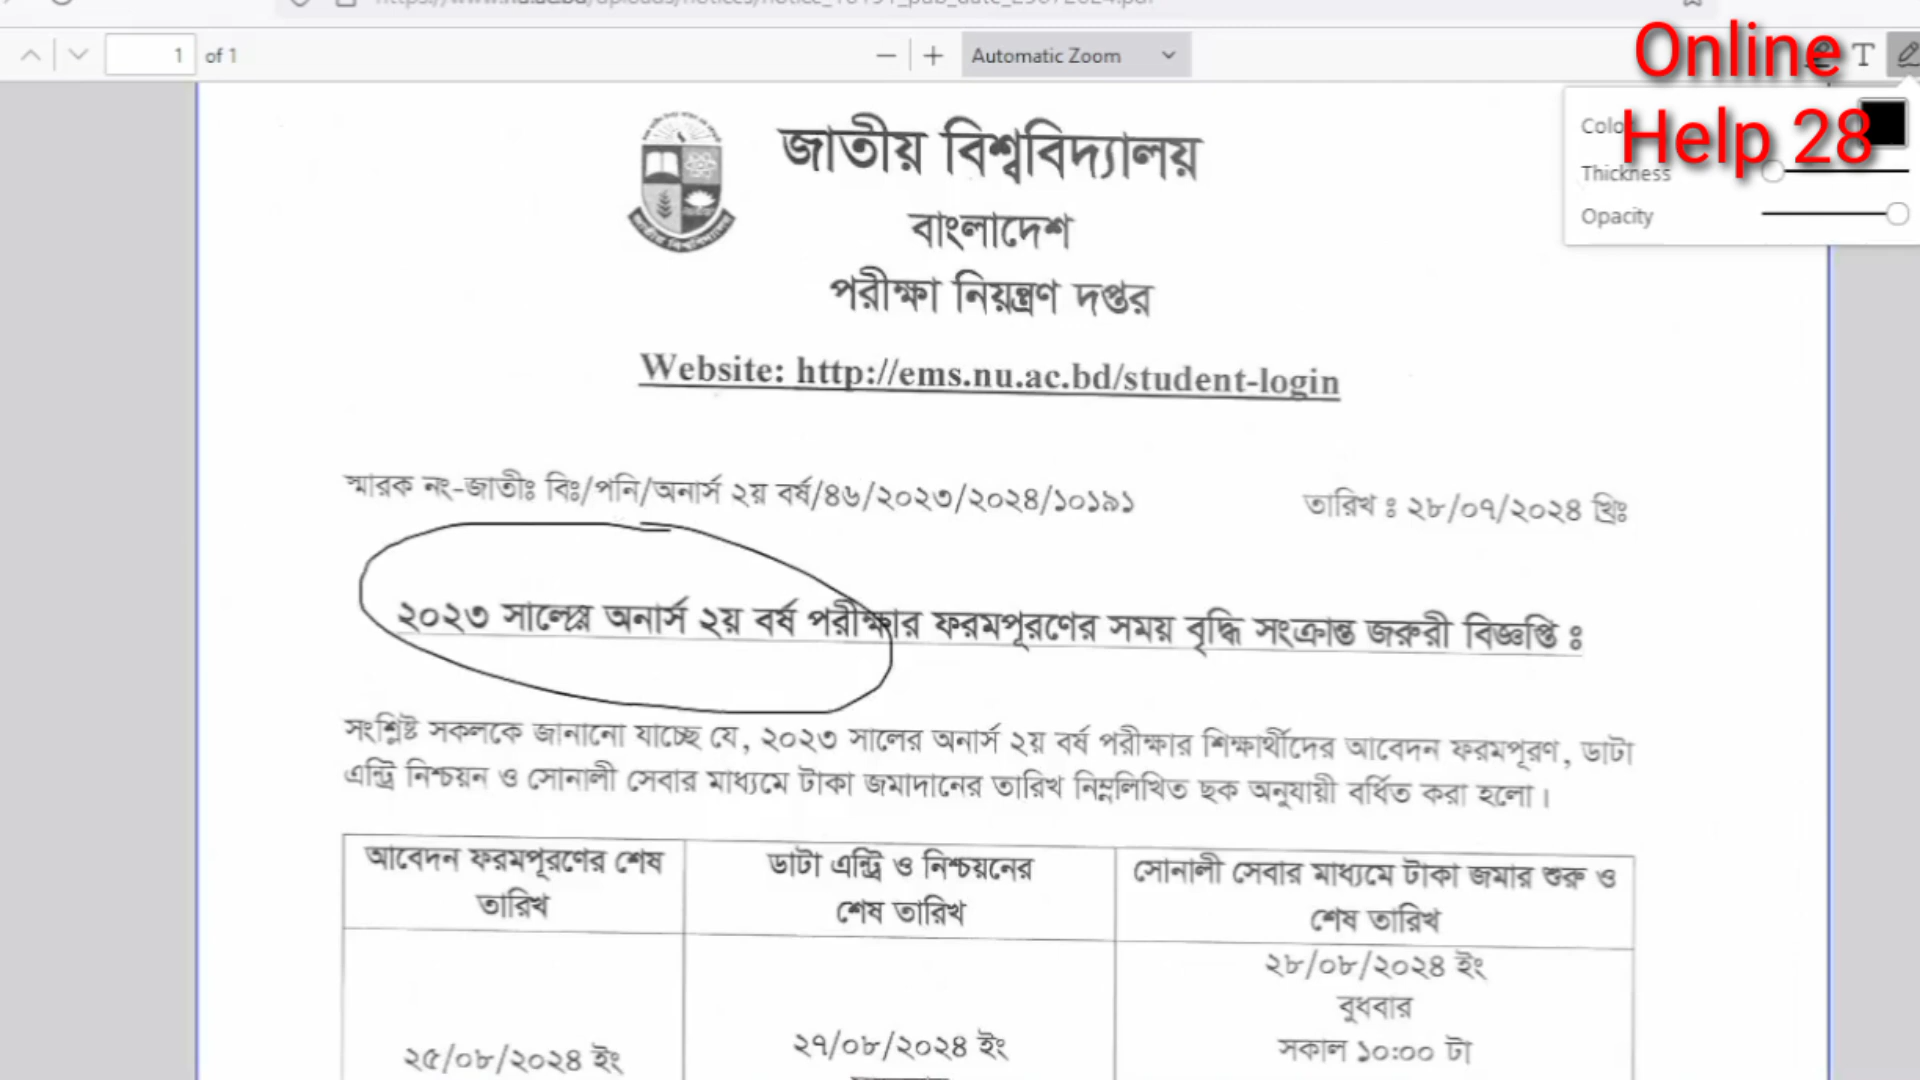 1 of 1
Automatic Zoom
T
Online
Help 28
Thickness
Opacity
জাতীয় বিশ্ববিদ্যালয়
বাংলাদেশ
পরীক্ষা নিয়ন্ত্রণ দপ্তর
Website: http://ems.nu.ac.bd/student-login
স্মারক নং-জাতীঃ বিঃ/পনি/অনার্স ২য় বর্ষ/৪৬/২০২৩/২০২৪/১০১৯১ তারিখ ঃ ২৮/০৭/২০২৪ খ্রিঃ
২০২৩ সালের অনার্স ২য় বর্ষ পরীক্ষার ফরমপূরণের সময় বৃদ্ধি সংক্রান্ত জরুরী বিজ্ঞপ্তি ঃ
সংশ্লিষ্ট সকলকে জানানো যাচ্ছে যে, ২০২৩ সালের অনার্স ২য় বর্ষ পরীক্ষার শিক্ষার্থীদের আবেদন ফরমপূরণ, ডাটা
এন্ট্রি নিশ্চয়ন ও সোনালী সেবার মাধ্যমে টাকা জমাদানের তারিখ নিম্নলিখিত ছক অনুযায়ী বর্ধিত করা হলো।
আবেদন ফরমপূরণের শেষ
তারিখ
ডাটা এন্ট্রি ও নিশ্চয়নের
শেষ তারিখ
সোনালী সেবার মাধ্যমে টাকা জমার শুরু ও
শেষ তারিখ
২৫/০৮/২০২৪ ইং
২৭/০৮/২০২৪ ইং
২৮/০৮/২০২৪ ইং
বুধবার
সকাল ১০:০০ টা